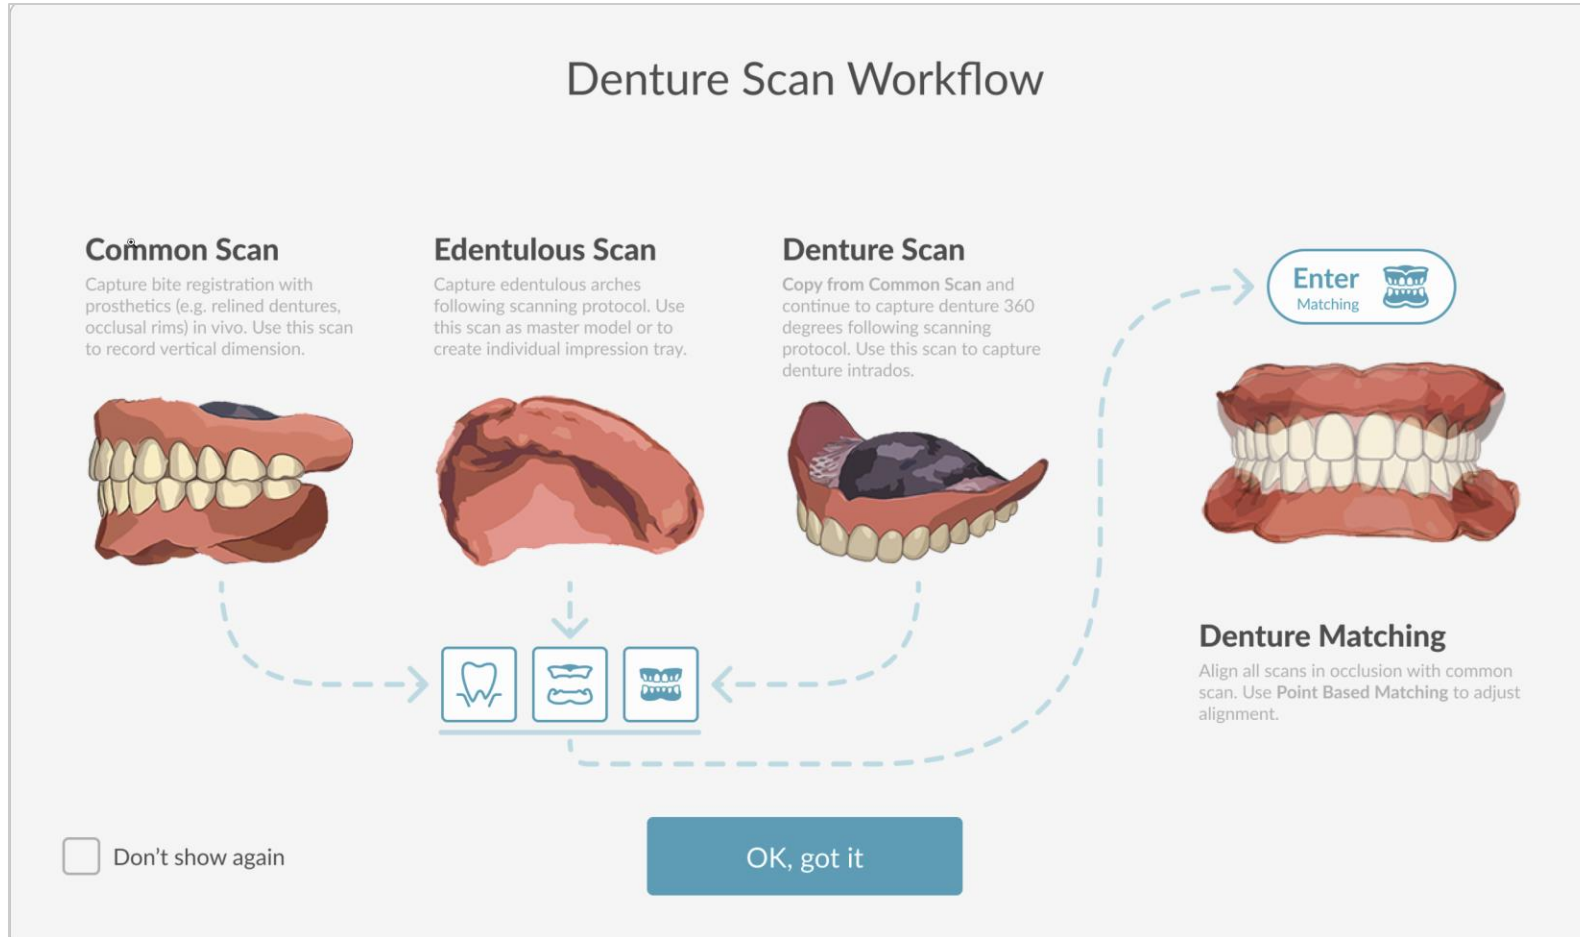 Denture Scan Workflow
Common Scan
Capture bite registration with
prosthetics (e.g. relined dentures,
occlusal rims) in vivo. Use this scan
to record vertical dimension.
Edentulous Scan
Capture edentulous arches
following scanning protocol. Use
this scan as master model or to
create individual impression tray.
Denture Scan
Copy from Common Scan and
continue to capture denture 360
degrees following scanning
protocol. Use this scan to capture
denture intrados.
Enter
Matching
Denture Matching
Align all scans in occlusion with common
scan. Use Point Based Matching to adjust
alignment.
Don't show again
OK, got it